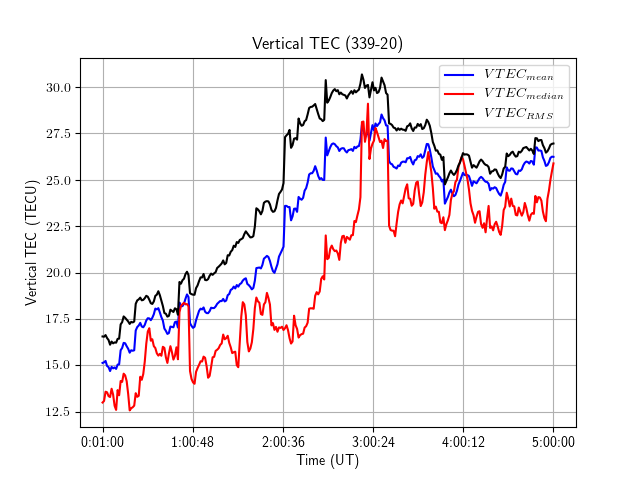 Vertical TEC (339-20)
VTEC_mean
VTEC_median
VTEC_RMS
30.0
27.5
25.0
22.5
20.0
17.5
15.0
12.5
Vertical TEC (TECU)
0:01:00 1:00:48 2:00:36 3:00:24 4:00:12 5:00:00
Time (UT)